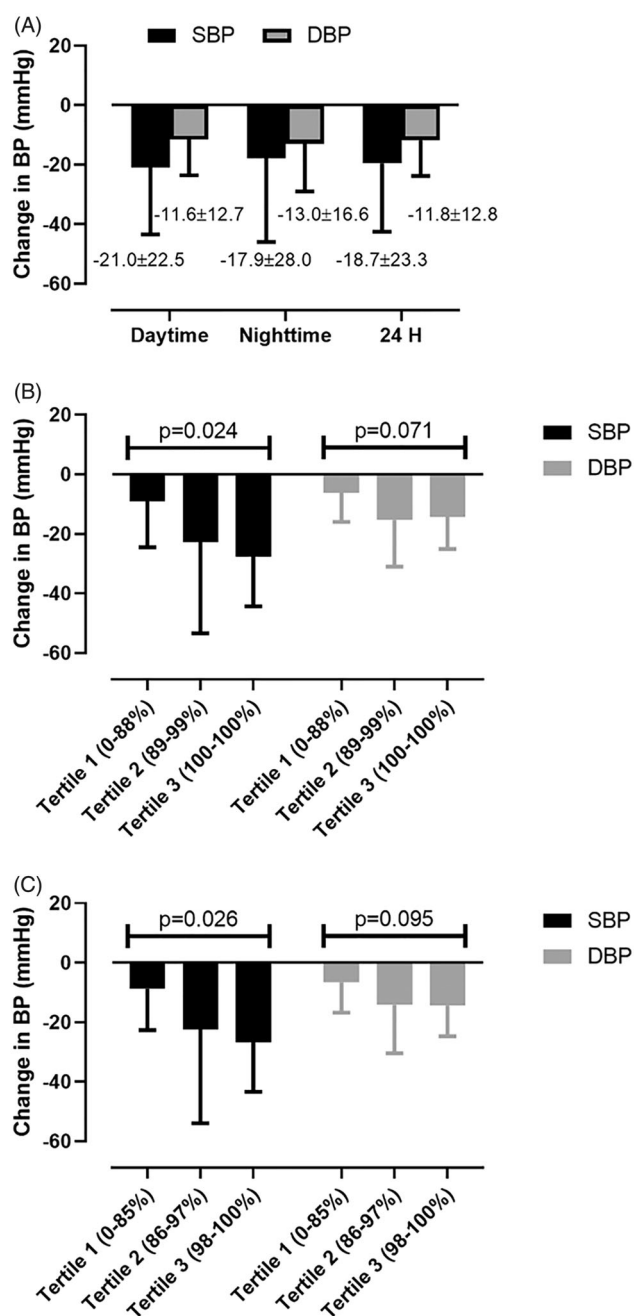 (A)
SBP DBP
Change in BP (mmHg)
20
0
-20
-40
-60
-11.6±12.7 -13.0±16.6 -11.8±12.8
-21.0±22.5 -17.9±28.0 -18.7±23.3
Daytime Nighttime 24 H
(B)
Change in BP (mmHg)
20
0
-20
-40
-60
p=0.024 p=0.071
SBP
DBP
Tertile 1 (0-88%)
Tertile 2 (89-99%)
Tertile 3 (100-100%)
Tertile 1 (0-88%)
Tertile 2 (89-99%)
Tertile 3 (100-100%)
(C)
Change in BP (mmHg)
20
0
-20
-40
-60
p=0.026 p=0.095
SBP
DBP
Tertile 1 (0-85%)
Tertile 2 (86-97%)
Tertile 3 (98-100%)
Tertile 1 (0-85%)
Tertile 2 (86-97%)
Tertile 3 (98-100%)